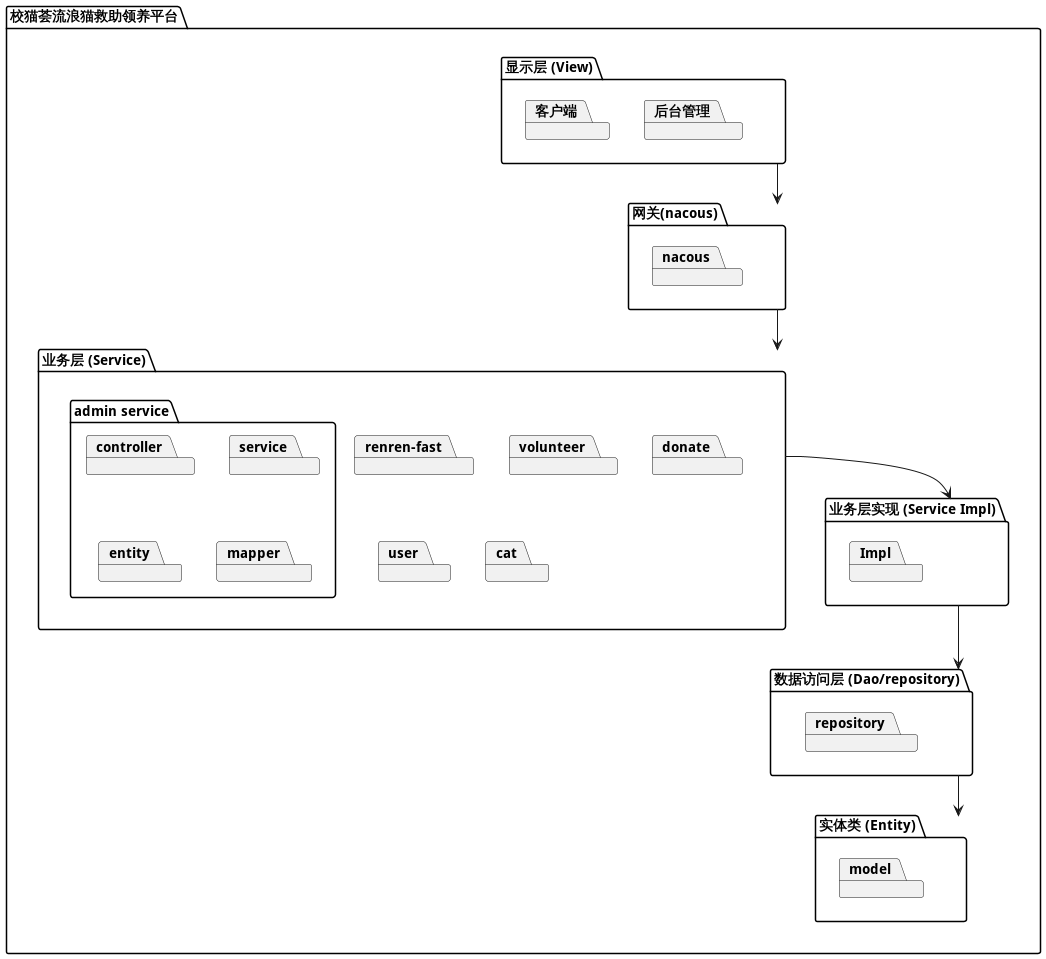 校猫荟流浪猫救助领养平台
显示层 (View)
客户端
后台管理
网关(nacous)
nacous
业务层 (Service)
admin service
controller
service
renren-fast
volunteer
donate
业务层实现 (Service Impl)
entity
mapper
user
cat
Impl
数据访问层 (Dao/repository)
repository
实体类 (Entity)
model